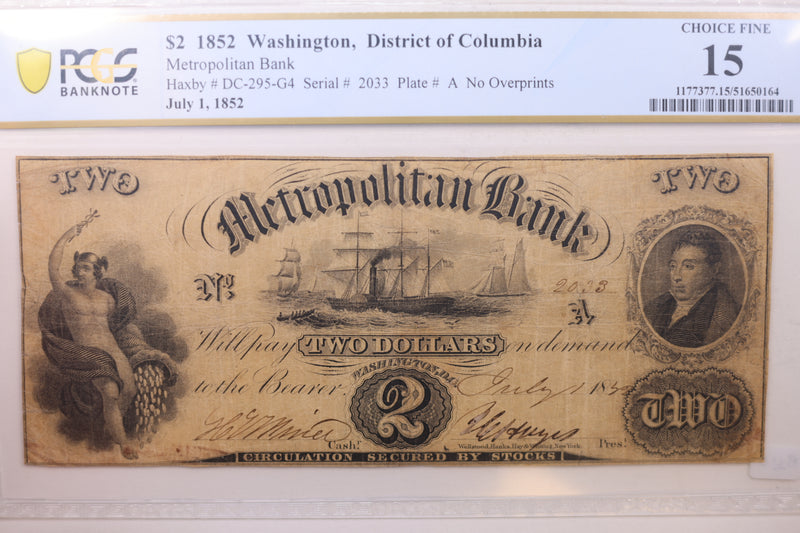 PCGS
BANKNOTE
$2 1852 Washington, District of Columbia
Metropolitan Bank
Haxby # DC-295-G4 Serial # 2033 Plate # A No Overprints
July 1, 1852
CHOICE FINE
15
1177377.15/51650164
TWO
TWO
Metropolitan Bank
No.
2033
A
Will pay TWO DOLLARS on demand
WASHINGTON, D.C.
to the Bearer July 1 1852
2
TWO
Cashr.
Wellstood, Hanks, Hay & Whiting, New York.
Prest.
CIRCULATION SECURED BY STOCKS